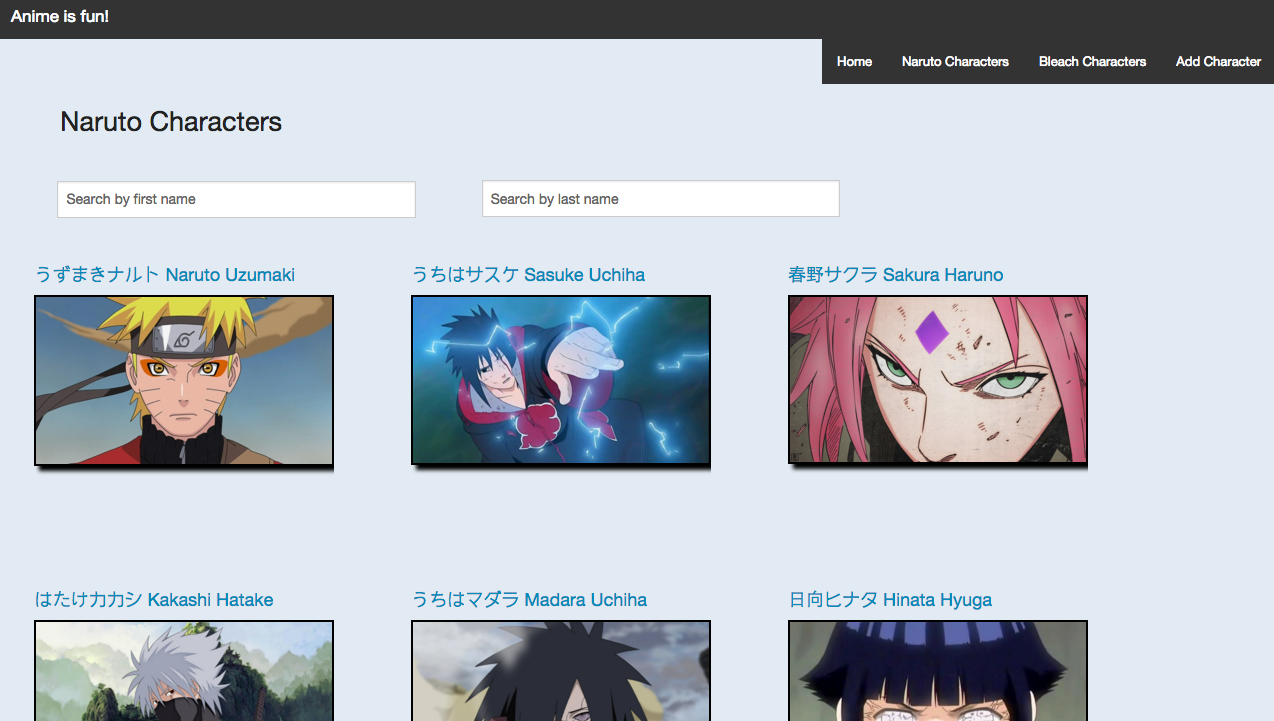 Anime is fun!
Home Naruto Characters Bleach Characters Add Character
Naruto Characters
Search by first name Search by last name
うずまきナルト Naruto Uzumaki うちはサスケ Sasuke Uchiha 春野サクラ Sakura Haruno
はたけカカシ Kakashi Hatake うちはマダラ Madara Uchiha 日向ヒナタ Hinata Hyuga